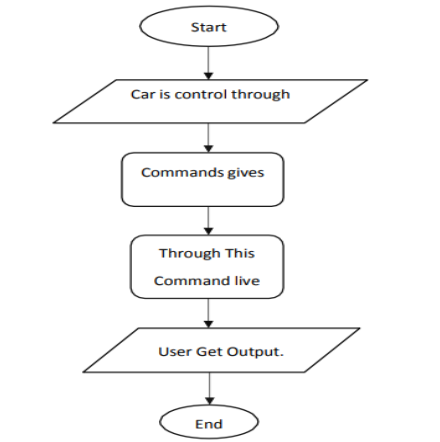 Start
Car is control through
Commands gives
Through This
Command live
User Get Output.
End